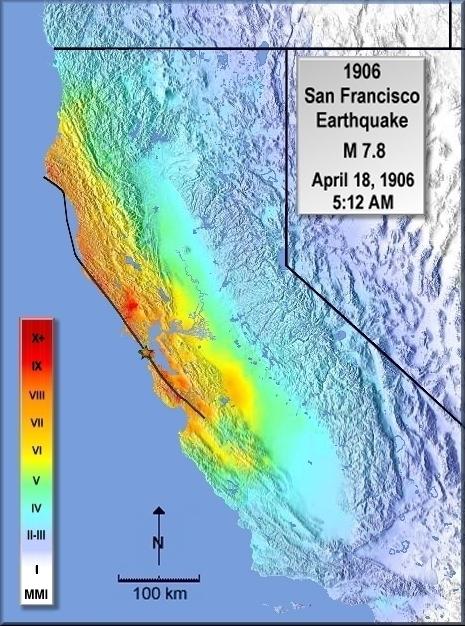 1906
San Francisco
Earthquake
M 7.8
April 18, 1906
5:12 AM
X+
IX
VIII
VII
VI
V
IV
II-III
I
MMI
N
100 km